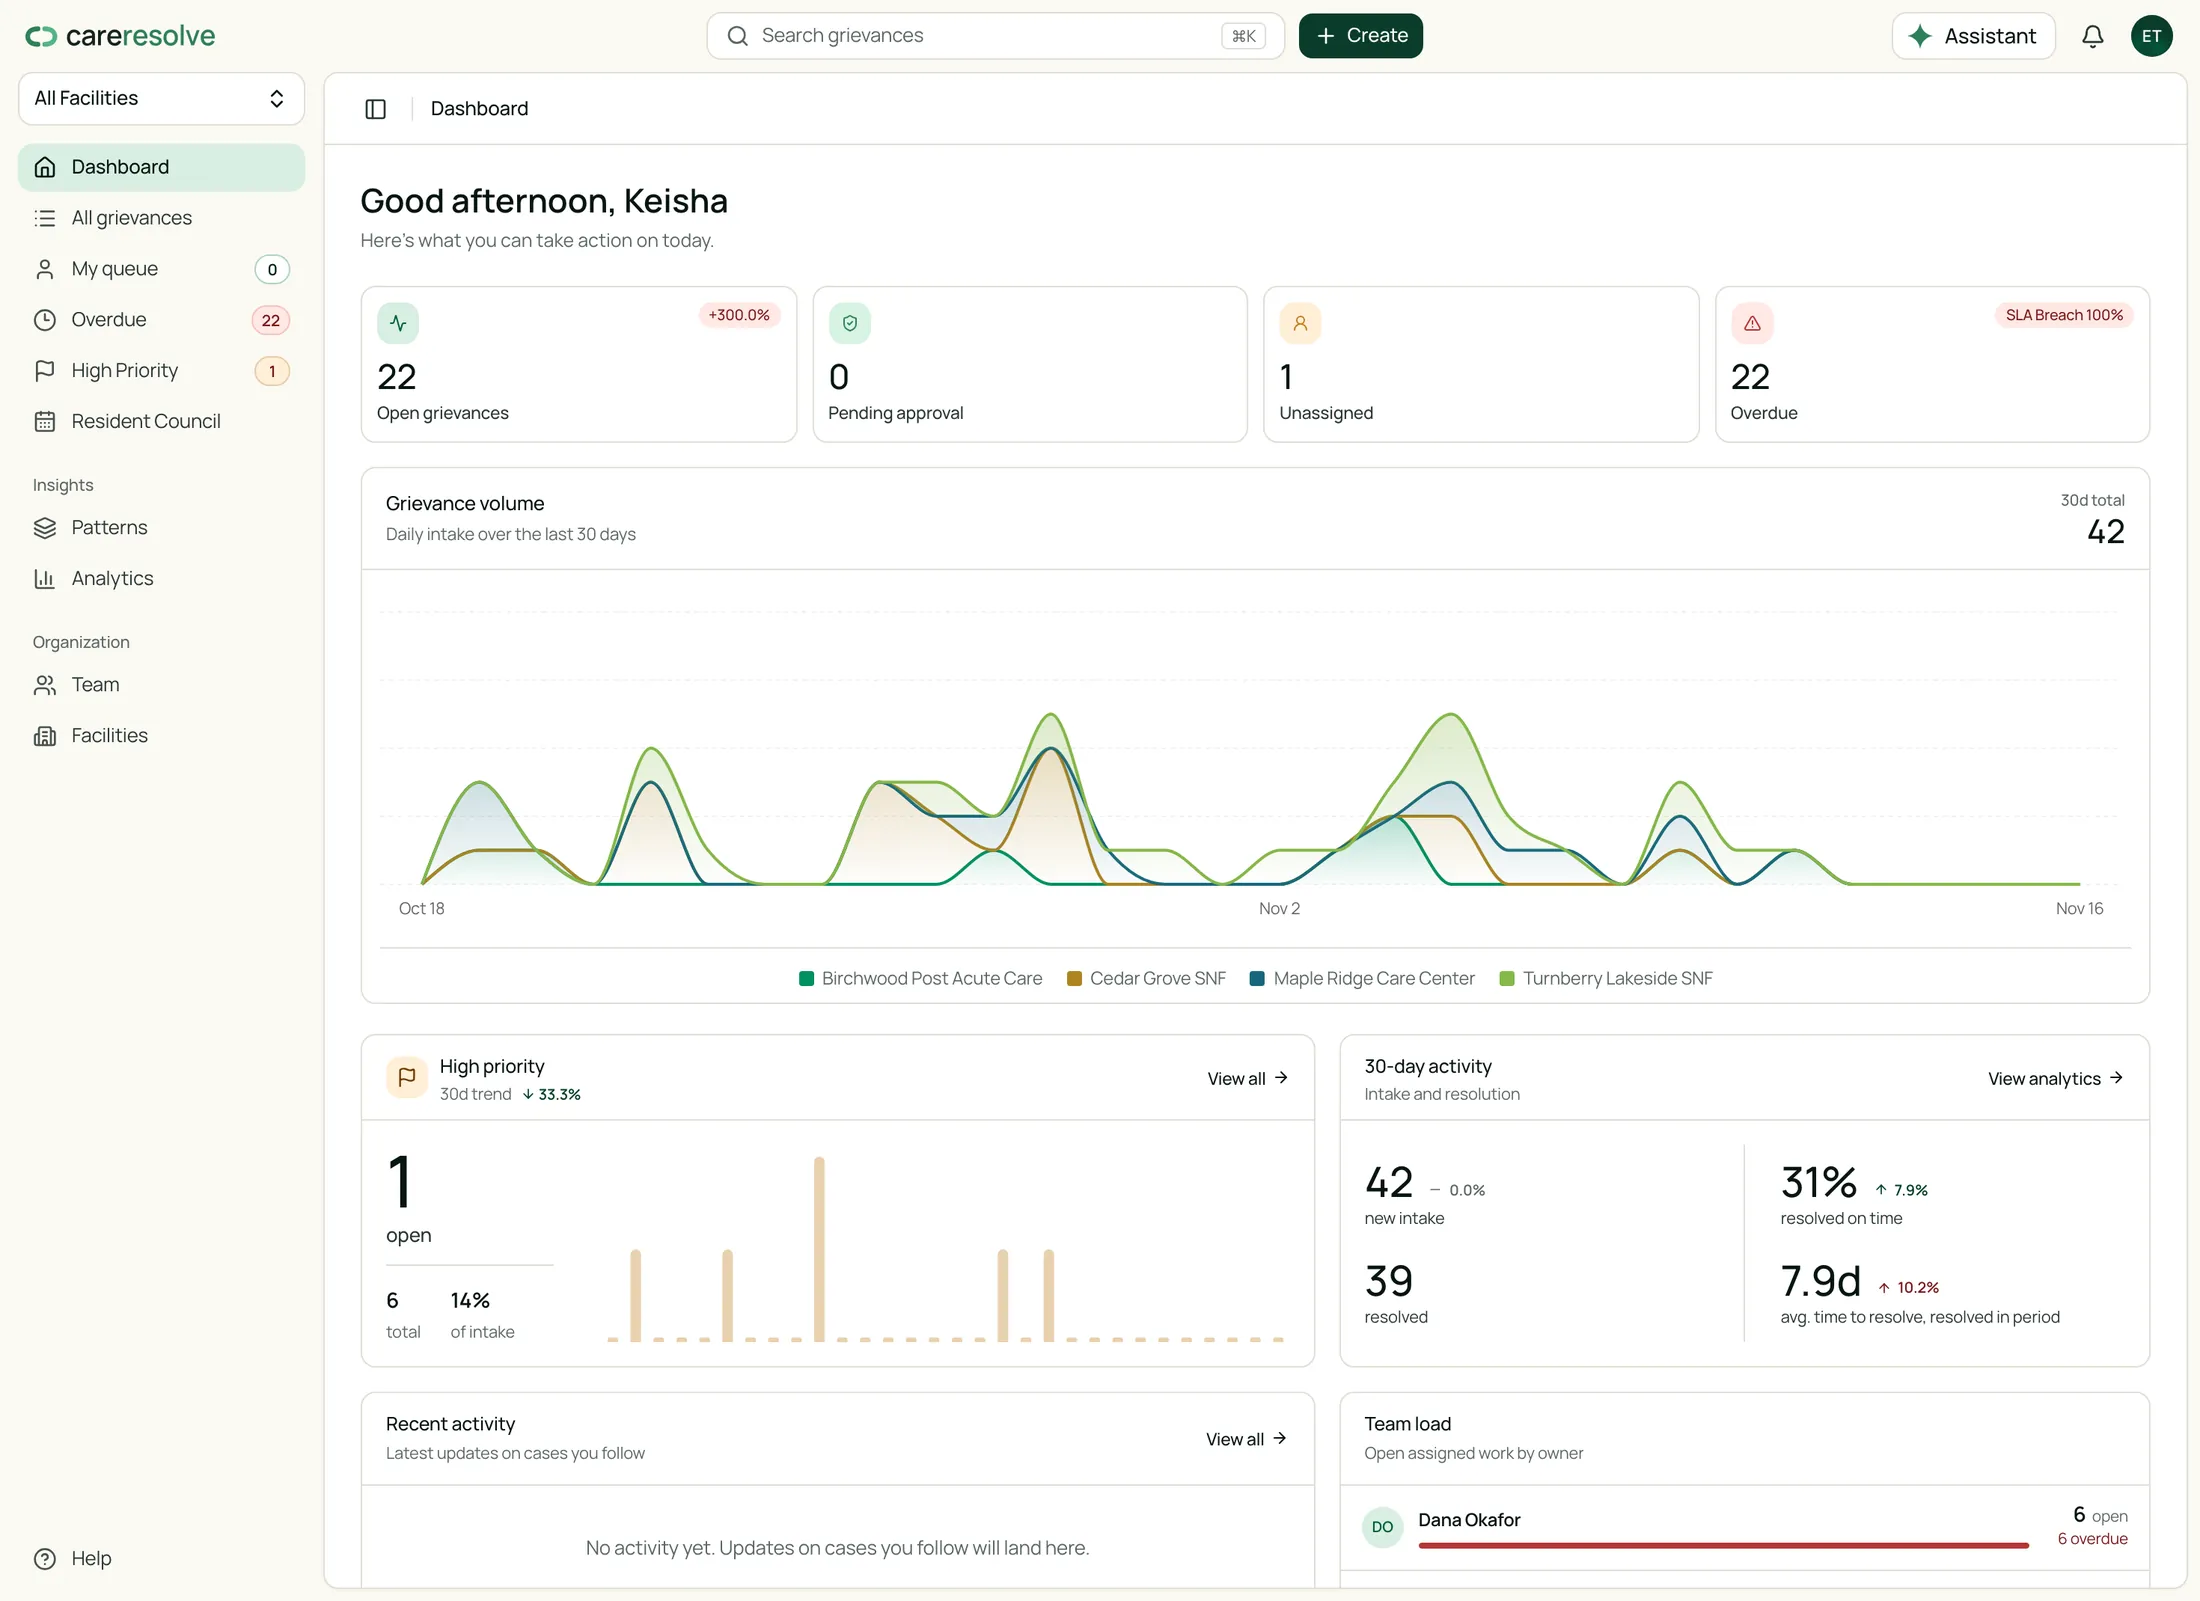 careresolve
Search grievances
⌘K
Create
Assistant
ET
All Facilities
Dashboard
All grievances
My queue
0
Overdue
22
High Priority
1
Resident Council
Insights
Patterns
Analytics
Organization
Team
Facilities
Help
Dashboard
Good afternoon, Keisha
Here's what you can take action on today.
+300.0%
22
Open grievances
0
Pending approval
1
Unassigned
SLA Breach 100%
22
Overdue
Grievance volume
Daily intake over the last 30 days
30d total
42
Oct 18
Nov 2
Nov 16
Birchwood Post Acute Care
Cedar Grove SNF
Maple Ridge Care Center
Turnberry Lakeside SNF
High priority
30d trend ↓ 33.3%
View all →
1
open
6
total
14%
of intake
30-day activity
Intake and resolution
View analytics →
42 – 0.0%
new intake
39
resolved
31% ↑ 7.9%
resolved on time
7.9d ↑ 10.2%
avg. time to resolve, resolved in period
Recent activity
Latest updates on cases you follow
View all →
No activity yet. Updates on cases you follow will land here.
Team load
Open assigned work by owner
DO
Dana Okafor
6 open
6 overdue